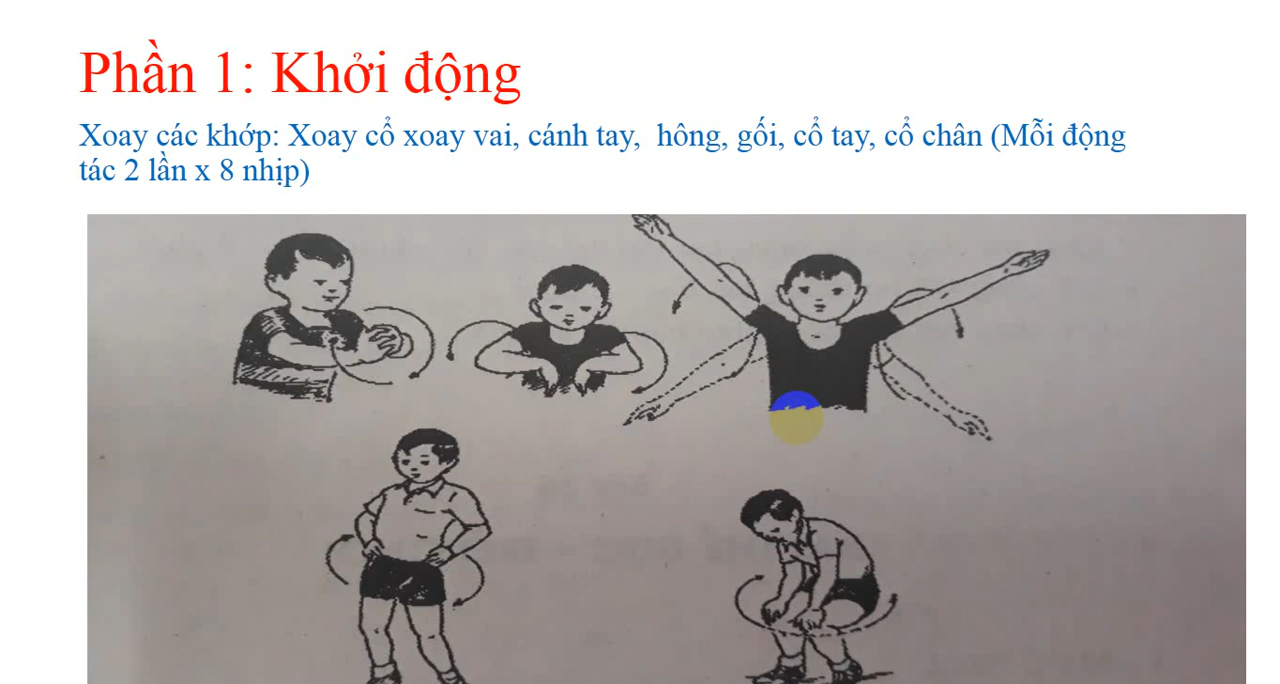 Phần 1: Khởi động
Xoay các khớp: Xoay cổ xoay vai, cánh tay,  hông, gối, cổ tay, cổ chân (Mỗi động
tác 2 lần x 8 nhịp)